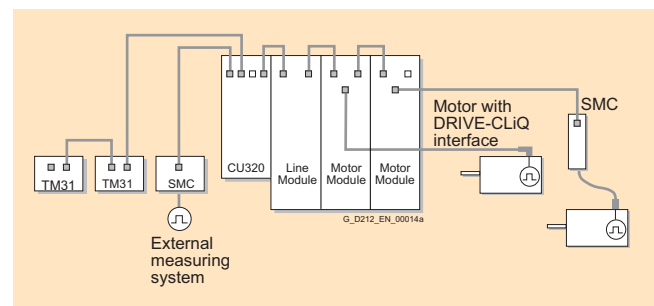 Motor with
DRIVE-CLiQ
interface
SMC
TM31
TM31
SMC
CU320
Line
Module
Motor
Module
Motor
Module
G_D212_EN_00014a
External
measuring
system